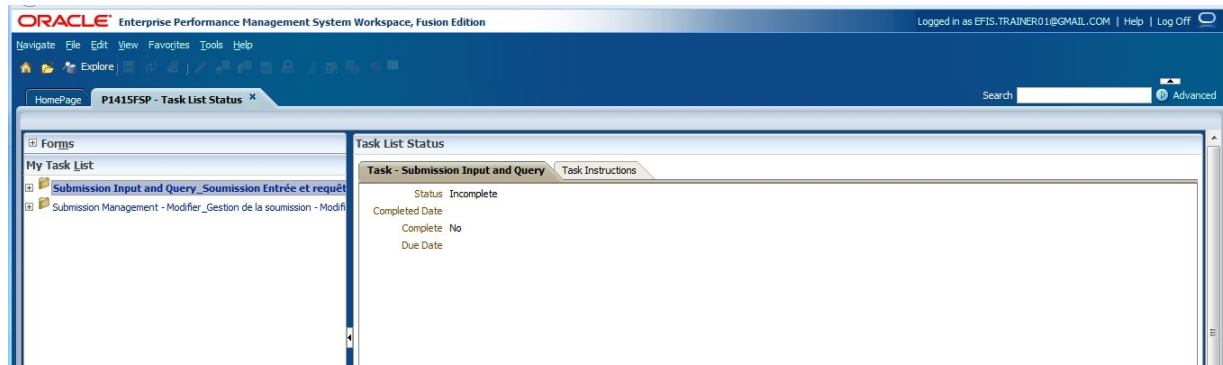 ORACLE Enterprise Performance Management System Workspace, Fusion Edition
Logged in as EFIS.TRAINER01@GMAIL.COM | Help | Log Off
Navigate File Edit View Favorites Tools Help
Explore
HomePage P1415FSP - Task List Status
Search Advanced
Forms
My Task List
Submission Input and Query_Soumission Entrée et requêt
Submission Management - Modifier_Gestion de la soumission - Modifi
Task List Status
Task - Submission Input and Query Task Instructions
Status Incomplete
Completed Date
Complete No
Due Date